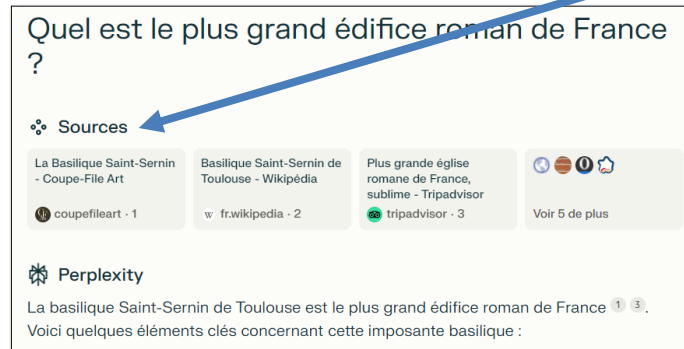 Quel est le plus grand édifice roman de France
?
Sources
La Basilique Saint-Sernin
- Coupe-File Art
coupefileart · 1
Basilique Saint-Sernin de
Toulouse - Wikipédia
W fr.wikipedia · 2
Plus grande église
romane de France,
sublime - Tripadvisor
tripadvisor · 3
Voir 5 de plus
Perplexity
La basilique Saint-Sernin de Toulouse est le plus grand édifice roman de France 1 3.
Voici quelques éléments clés concernant cette imposante basilique :